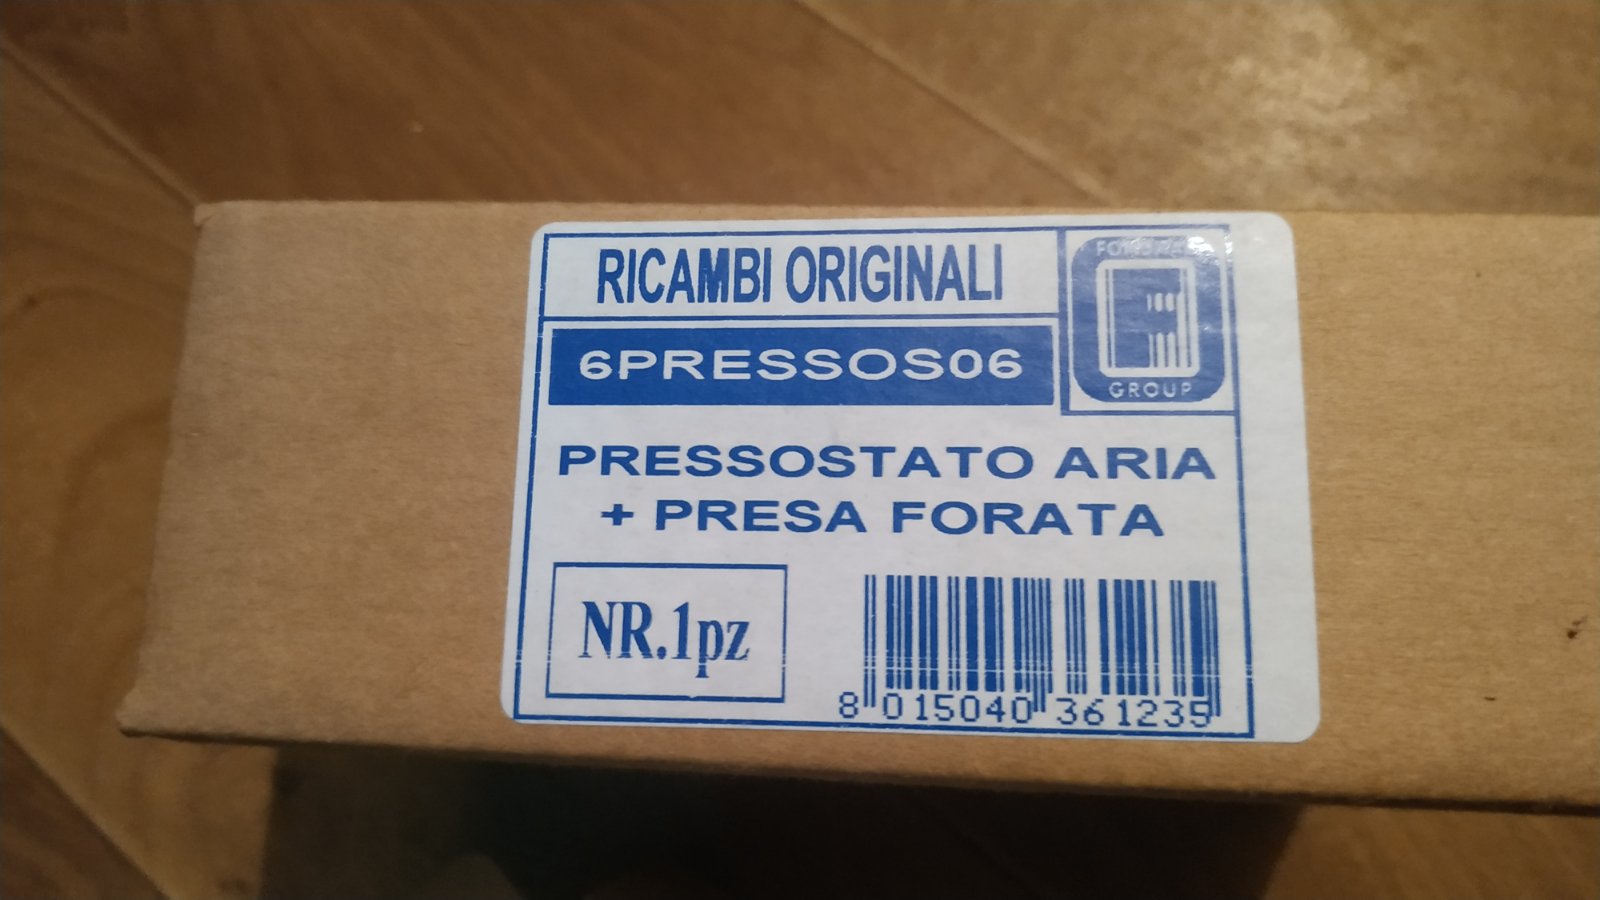 RICAMBI ORIGINALI
6PRESSOS06
GROUP
PRESSOSTATO ARIA
+ PRESA FORATA
NR.1pz
8 015040 361235